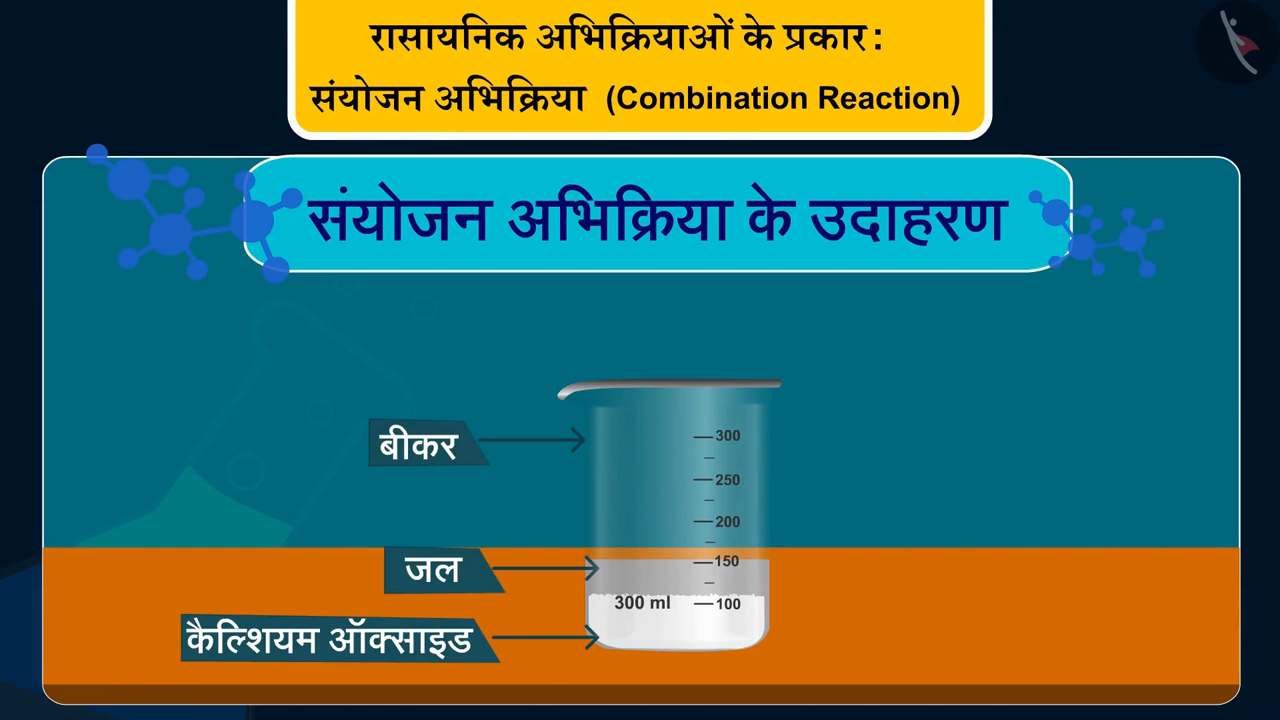 रासायनिक अभिक्रियाओं के प्रकार :
संयोजन अभिक्रिया (Combination Reaction)
संयोजन अभिक्रिया के उदाहरण
बीकर
300
250
200
जल
150
300 ml
100
कैल्शियम ऑक्साइड